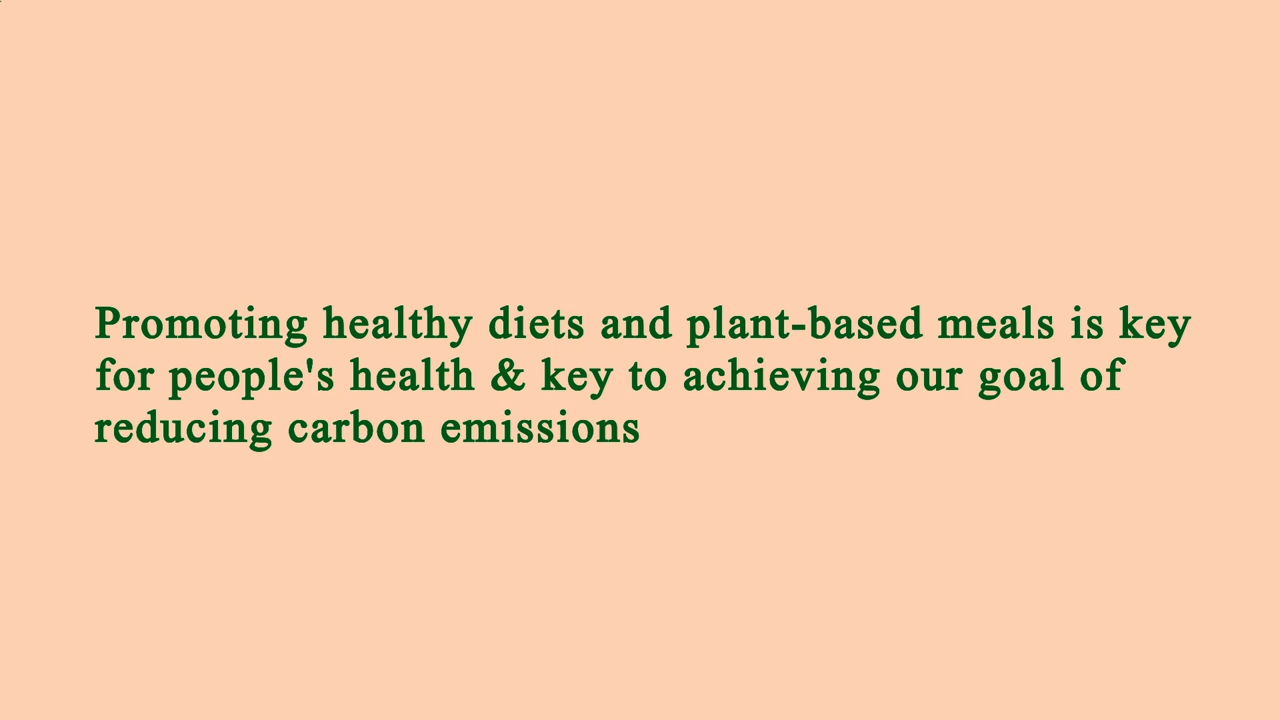 Promoting healthy diets and plant-based meals is key
for people's health & key to achieving our goal of
reducing carbon emissions